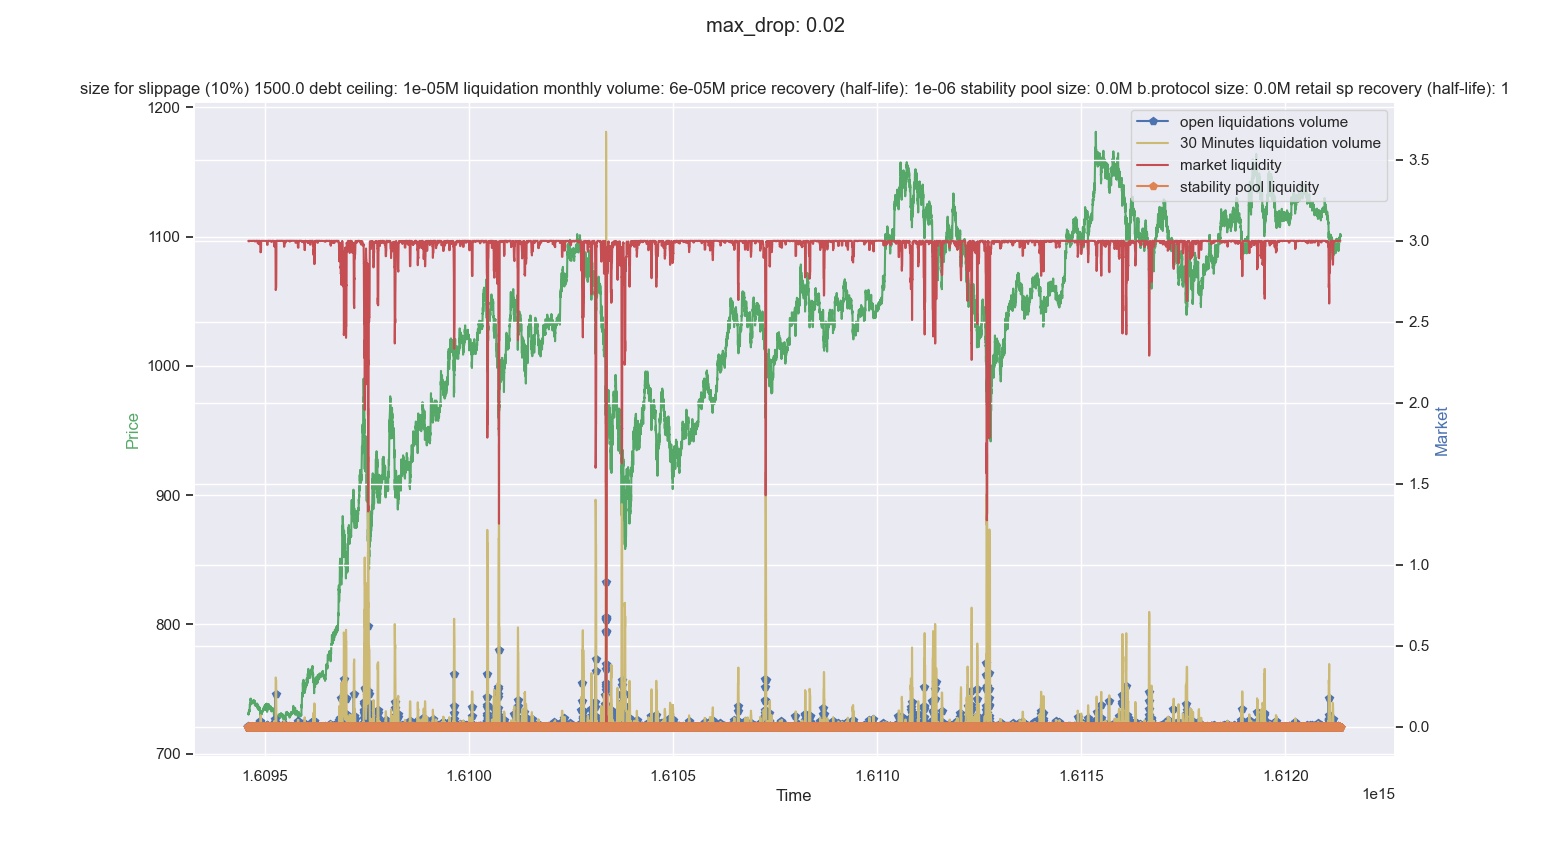 max_drop: 0.02
size for slippage (10%) 1500.0 debt ceiling: 1e-05M liquidation monthly volume: 6e-05M price recovery (half-life): 1e-06 stability pool size: 0.0M b.protocol size: 0.0M retail sp recovery (half-life): 1
open liquidations volume
30 Minutes liquidation volume
market liquidity
stability pool liquidity
1200
1100
1000
900
800
700
Price
3.5
3.0
2.5
2.0
1.5
1.0
0.5
0.0
Market
1.6095 1.6100 1.6105 1.6110 1.6115 1.6120
1e15
Time